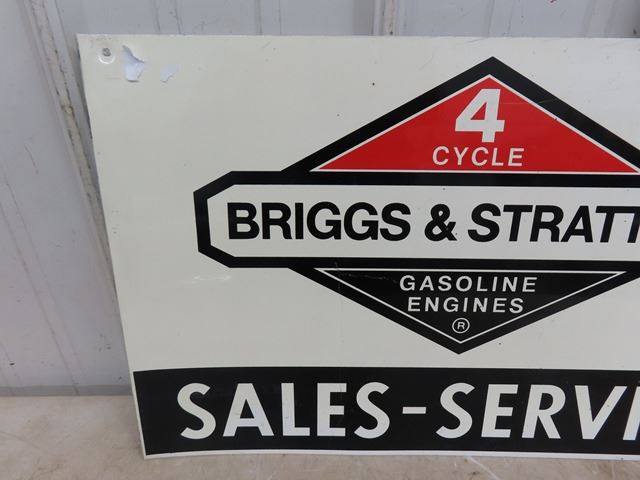 4
CYCLE
BRIGGS & STRATT
GASOLINE
ENGINES
®
SALES-SERVI